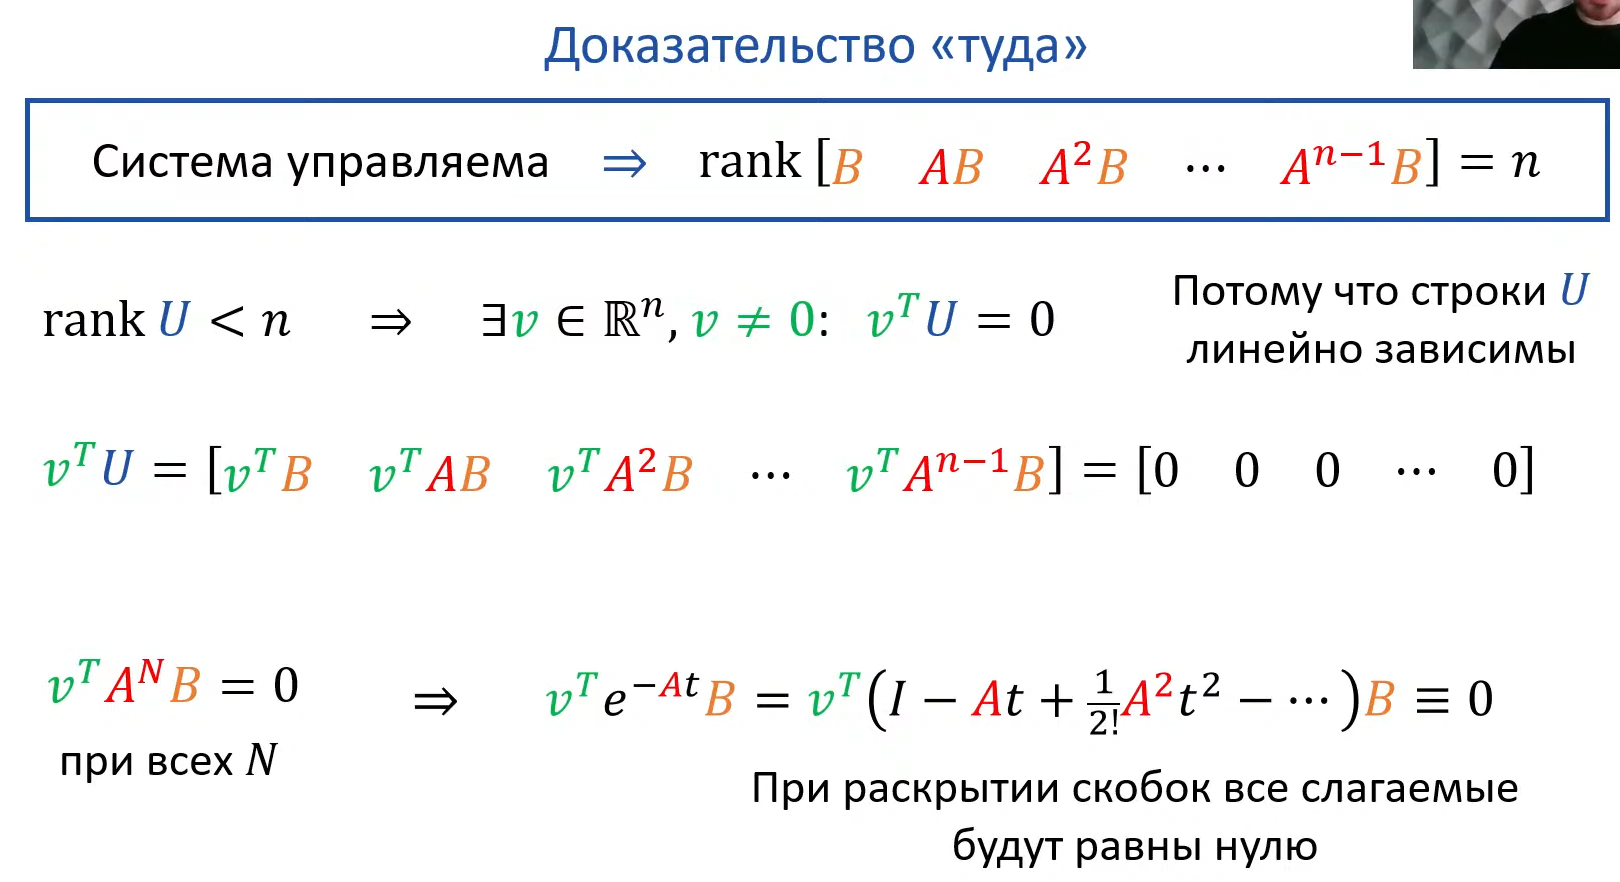 Доказательство «туда»
Система управляема ⇒ rank [B AB A²B ⋯ Aⁿ⁻¹B] = n
rank U < n ⇒ ∃v ∈ ℝⁿ, v ≠ 0: vᵀU = 0
Потому что строки U
линейно зависимы
vᵀU = [vᵀB vᵀAB vᵀA²B ⋯ vᵀAⁿ⁻¹B] = [0 0 0 ⋯ 0]
vᵀAᴺB = 0 ⇒ vᵀe⁻ᴬᵗB = vᵀ(I − At + 1/2! A²t² − ⋯)B ≡ 0
при всех N
При раскрытии скобок все слагаемые
будут равны нулю